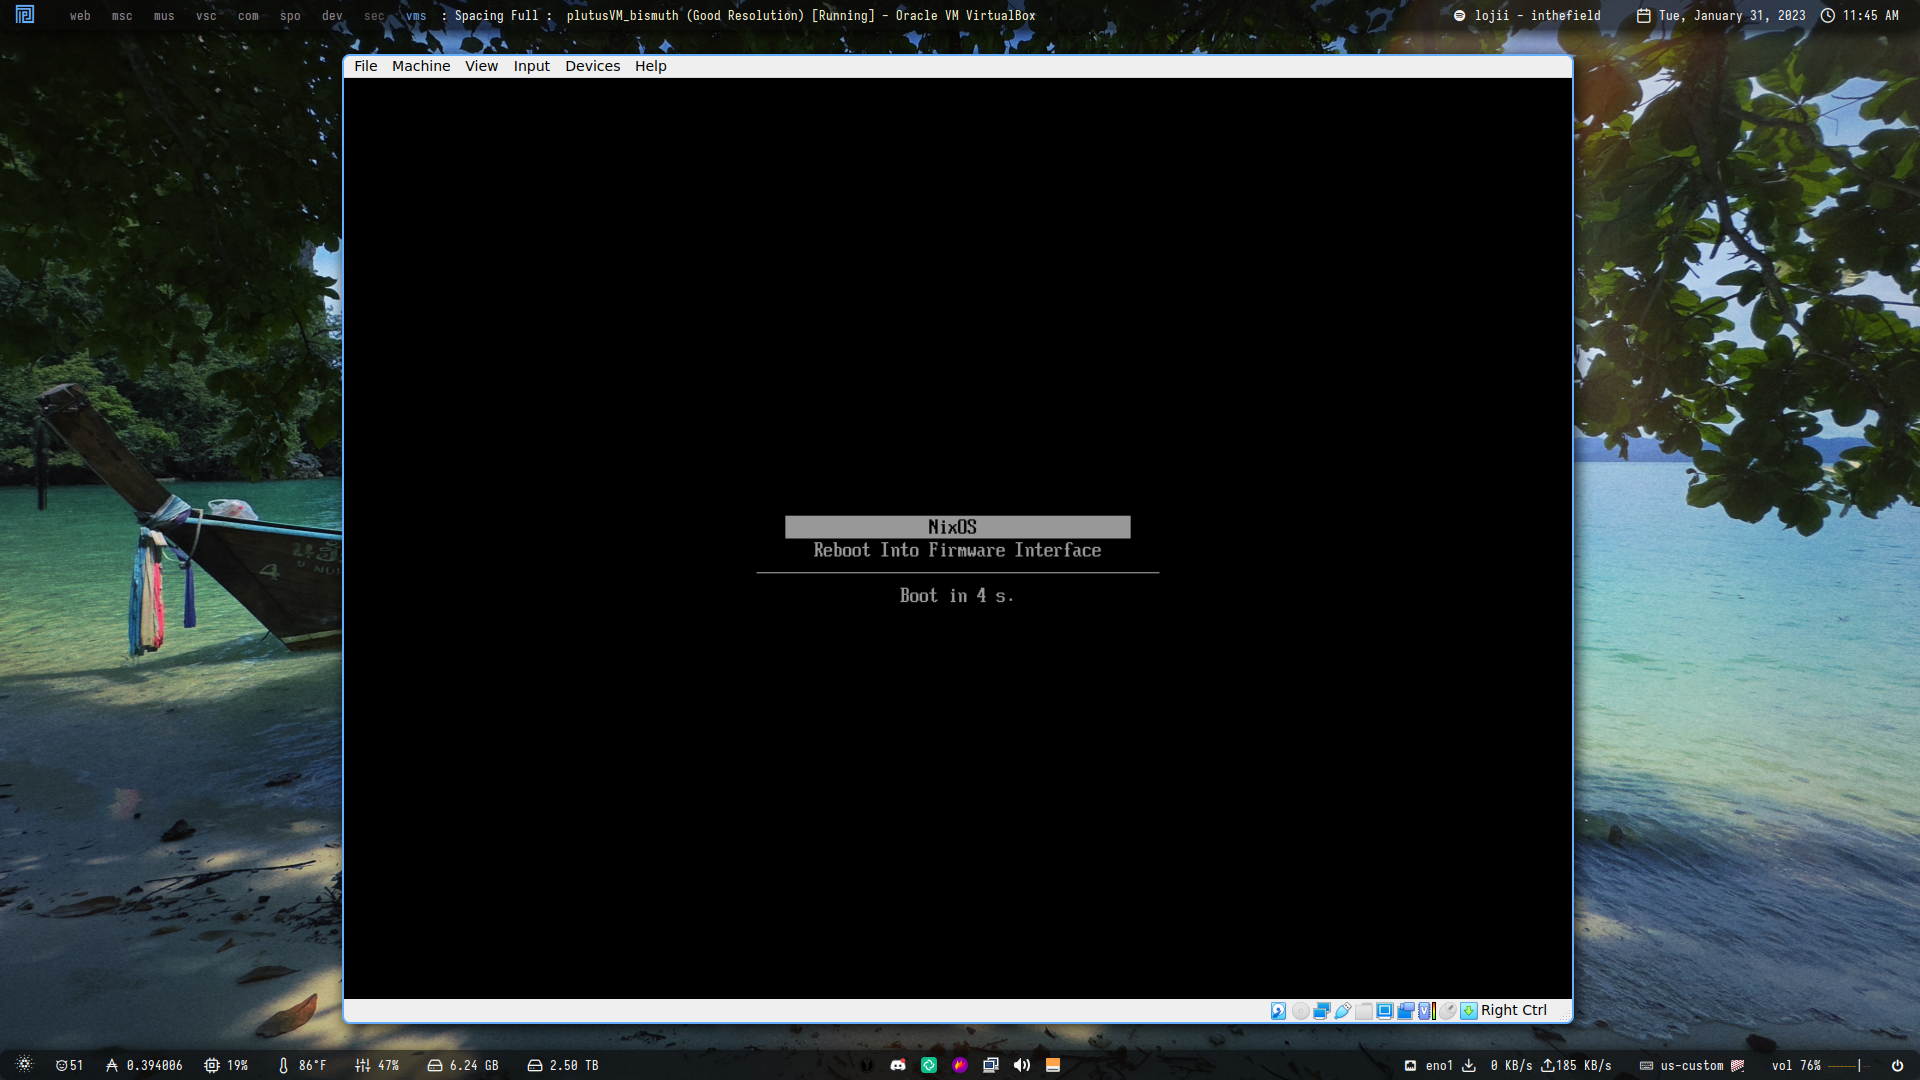 web msc mus vsc com spo dev sec vms : Spacing Full : plutusVM_bismuth (Good Resolution) [Running] - Oracle VM VirtualBox
lojii - inthefield Tue, January 31, 2023 11:45 AM
File Machine View Input Devices Help
NixOS
Reboot Into Firmware Interface
Boot in 4 s.
4
Right Ctrl
51 0.394006 19% 86°F 47% 6.24 GB 2.50 TB
eno1 0 KB/s 185 KB/s us-custom vol 76%